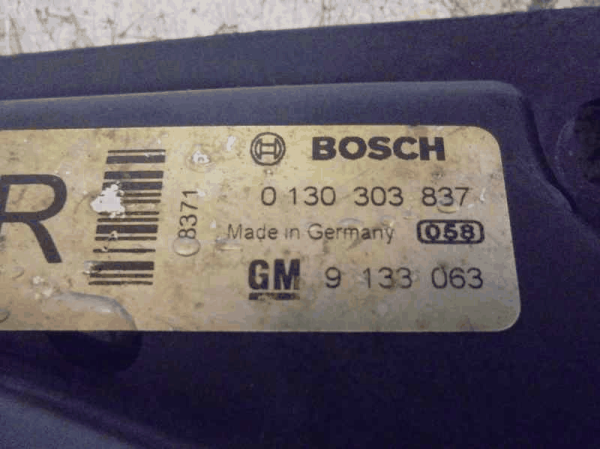 R
8371
BOSCH
0 130 303 837
Made in Germany 058
GM 9 133 063